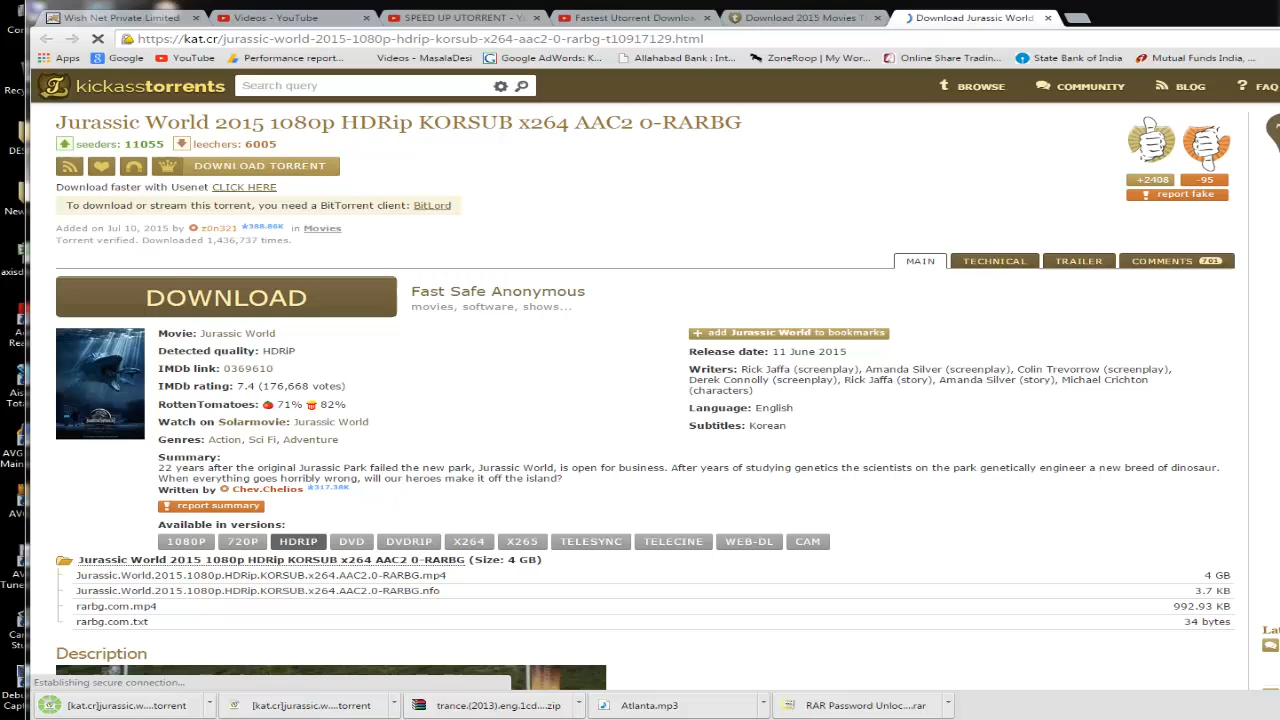 Wish Net Private Limited
Videos - YouTube
SPEED UP UTORRENT - Y
Fastest Utorrent Downloa
Download 2015 Movies T
Download Jurassic World
https://kat.cr/jurassic-world-2015-1080p-hdrip-korsub-x264-aac2-0-rarbg-t10917129.html
Apps
Google
YouTube
Performance report...
Videos - MasalaDesi
Google AdWords: K...
Allahabad Bank : Int...
ZoneRoop | My Wor...
Online Share Tradin...
State Bank of India
Mutual Funds India, ...
kickasstorrents
Search query
BROWSE
COMMUNITY
BLOG
FAQ
Jurassic World 2015 1080p HDRip KORSUB x264 AAC2 0-RARBG
seeders: 11055
leechers: 6005
DOWNLOAD TORRENT
+2408
-95
Download faster with Usenet CLICK HERE
report fake
To download or stream this torrent, you need a BitTorrent client: BitLord
Added on Jul 10, 2015 by z0n321 388.86K in Movies
Torrent verified. Downloaded 1,436,737 times.
MAIN
TECHNICAL
TRAILER
COMMENTS 701
DOWNLOAD
Fast Safe Anonymous
movies, software, shows...
Movie: Jurassic World
Detected quality: HDRiP
IMDb link: 0369610
IMDb rating: 7.4 (176,668 votes)
RottenTomatoes: 71% 82%
Watch on Solarmovie: Jurassic World
Genres: Action, Sci Fi, Adventure
+ add Jurassic World to bookmarks
Release date: 11 June 2015
Writers: Rick Jaffa (screenplay), Amanda Silver (screenplay), Colin Trevorrow (screenplay),
Derek Connolly (screenplay), Rick Jaffa (story), Amanda Silver (story), Michael Crichton
(characters)
Language: English
Subtitles: Korean
Summary:
22 years after the original Jurassic Park failed the new park, Jurassic World, is open for business. After years of studying genetics the scientists on the park genetically engineer a new breed of dinosaur.
When everything goes horribly wrong, will our heroes make it off the island?
Written by Chev.Chelios 317.38K
report summary
Available in versions:
1080P
720P
HDRIP
DVD
DVDRIP
X264
X265
TELESYNC
TELECINE
WEB-DL
CAM
Jurassic World 2015 1080p HDRip KORSUB x264 AAC2 0-RARBG (Size: 4 GB)
Jurassic.World.2015.1080p.HDRip.KORSUB.x264.AAC2.0-RARBG.mp4 4 GB
Jurassic.World.2015.1080p.HDRip.KORSUB.x264.AAC2.0-RARBG.nfo 3.7 KB
rarbg.com.mp4 992.93 KB
rarbg.com.txt 34 bytes
Description
Establishing secure connection...
[kat.cr]jurassic.w....torrent
[kat.cr]jurassic.w....torrent
trance.(2013).eng.1cd....zip
Atlanta.mp3
RAR Password Unloc....rar